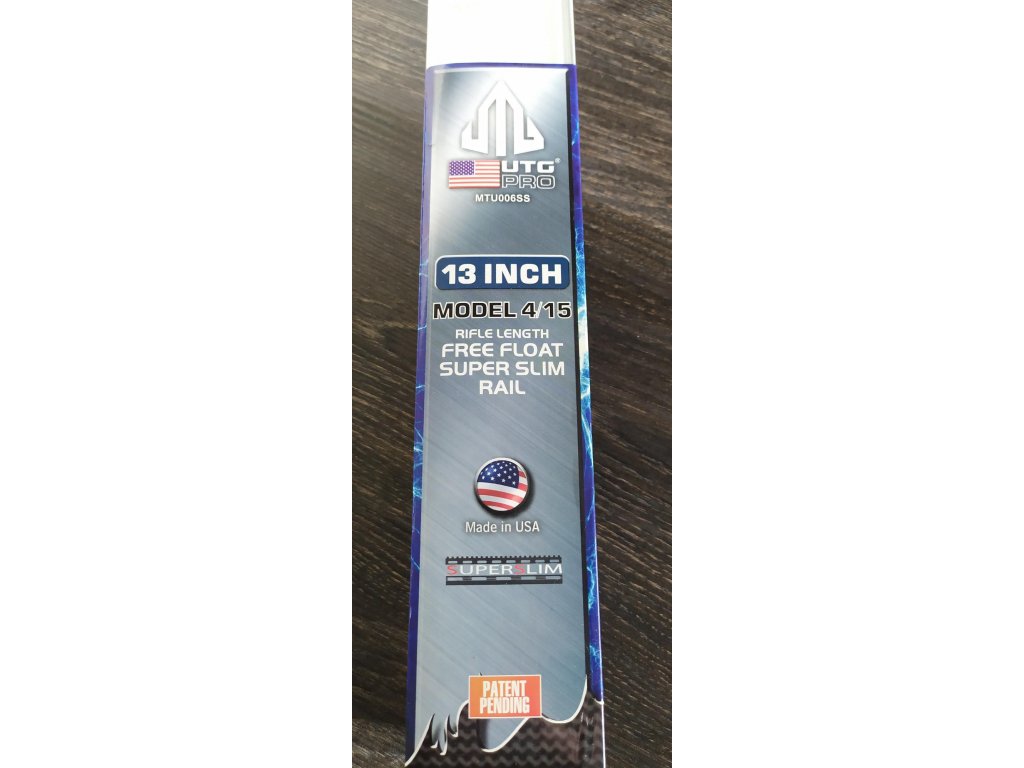 UTG®
PRO
MTU006SS
13 INCH
MODEL 4/15
RIFLE LENGTH
FREE FLOAT
SUPER SLIM
RAIL
Made in USA
SUPERSLIM
PATENT
PENDING